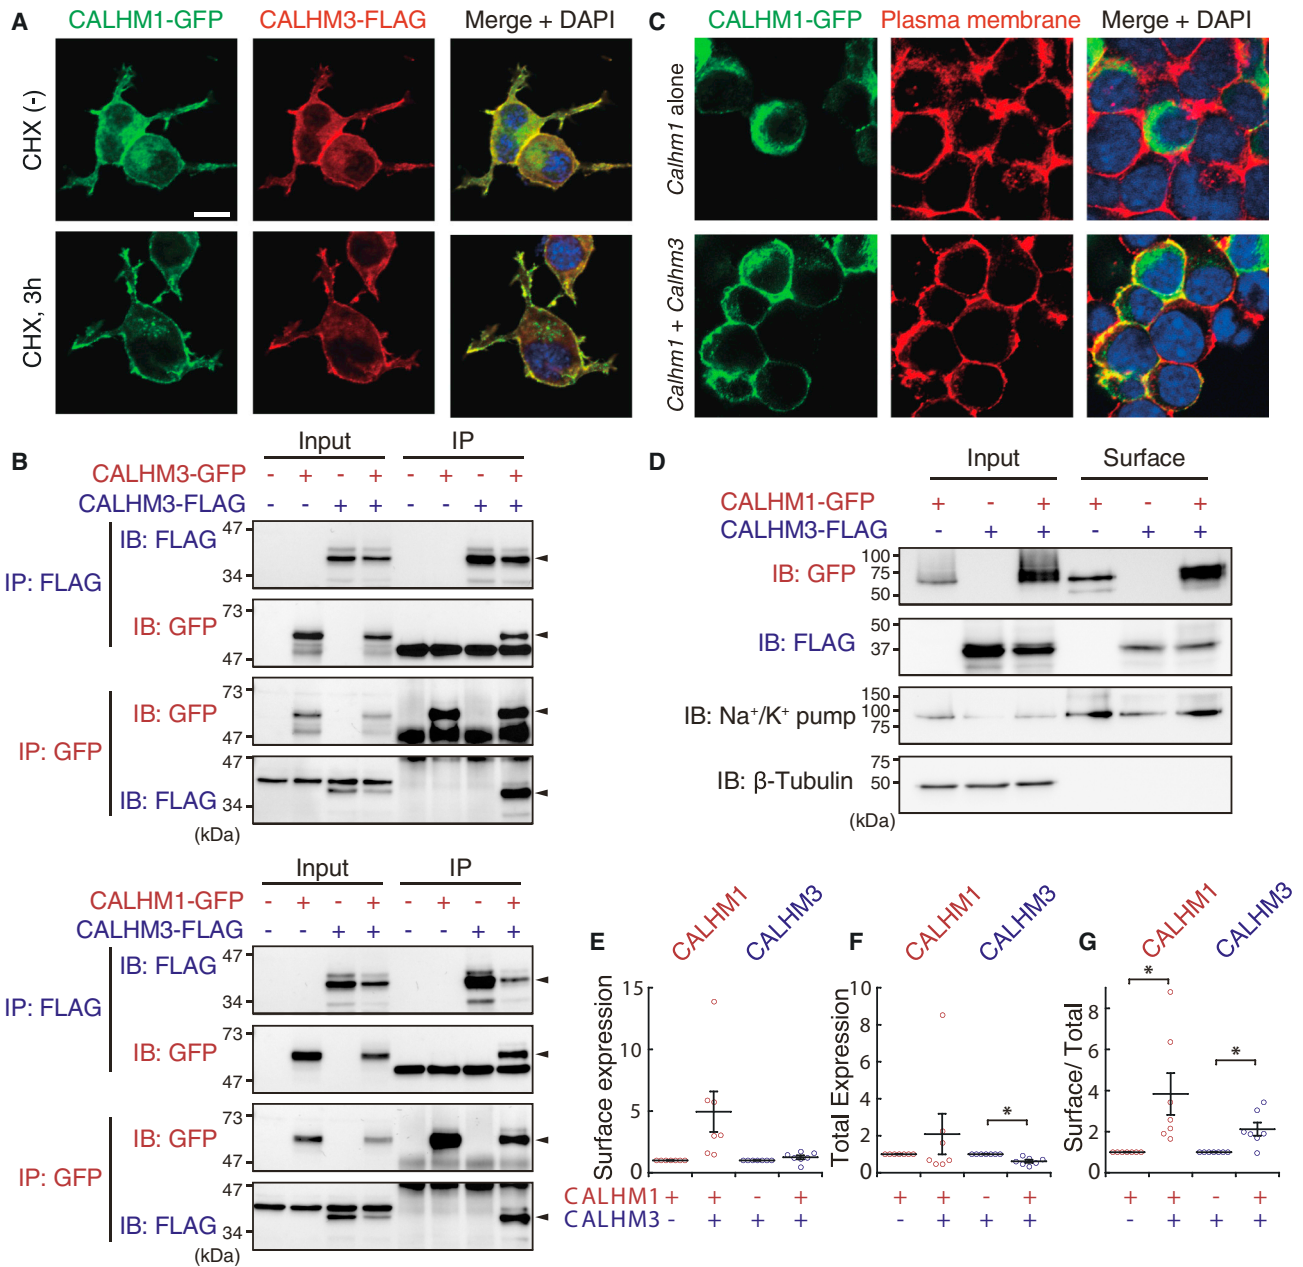 A CALHM1-GFP CALHM3-FLAG Merge + DAPI
CHX (-)
CHX, 3h
C CALHM1-GFP Plasma membrane Merge + DAPI
Calhm1 alone
Calhm1 + Calhm3
B
Input IP
CALHM3-GFP - + - + - + - +
CALHM3-FLAG - - + + - - + +
IP: FLAG
IB: FLAG 47 34
IB: GFP 73 47
IP: GFP
IB: GFP 73 47
IB: FLAG 47 34
(kDa)
Input IP
CALHM1-GFP - + - + - + - +
CALHM3-FLAG - - + + - - + +
IP: FLAG
IB: FLAG 47 34
IB: GFP 73 47
IP: GFP
IB: GFP 73 47
IB: FLAG 47 34
(kDa)
D
Input Surface
CALHM1-GFP + - + + - +
CALHM3-FLAG - + + - + +
IB: GFP 100 75 50
IB: FLAG 50 37
IB: Na+/K+ pump 150 100 75
IB: β-Tubulin 75 50
(kDa)
E CALHM1 CALHM3
Surface expression
15
10
5
0
CALHM1 + + - +
CALHM3 - + + +
F CALHM1 CALHM3
Total Expression
10
8
6
4
2
0
*
+ + - +
- + + +
G CALHM1 CALHM3
Surface/ Total
8
6
4
2
0
* *
+ + - +
- + + +